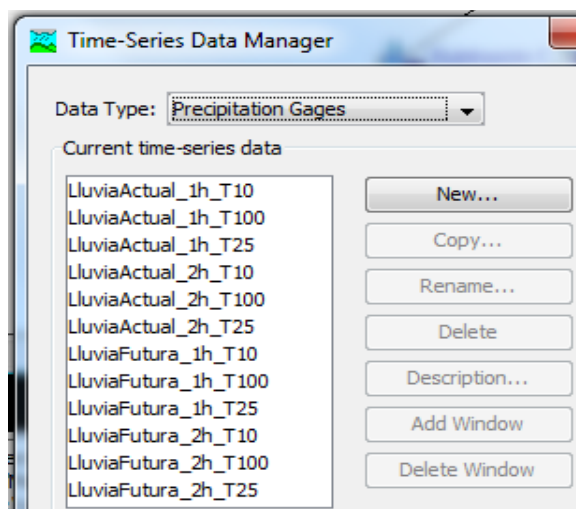 Time-Series Data Manager
Data Type: Precipitation Gages
Current time-series data
LluviaActual_1h_T10
LluviaActual_1h_T100
LluviaActual_1h_T25
LluviaActual_2h_T10
LluviaActual_2h_T100
LluviaActual_2h_T25
LluviaFutura_1h_T10
LluviaFutura_1h_T100
LluviaFutura_1h_T25
LluviaFutura_2h_T10
LluviaFutura_2h_T100
LluviaFutura_2h_T25
New...
Copy...
Rename...
Delete
Description...
Add Window
Delete Window